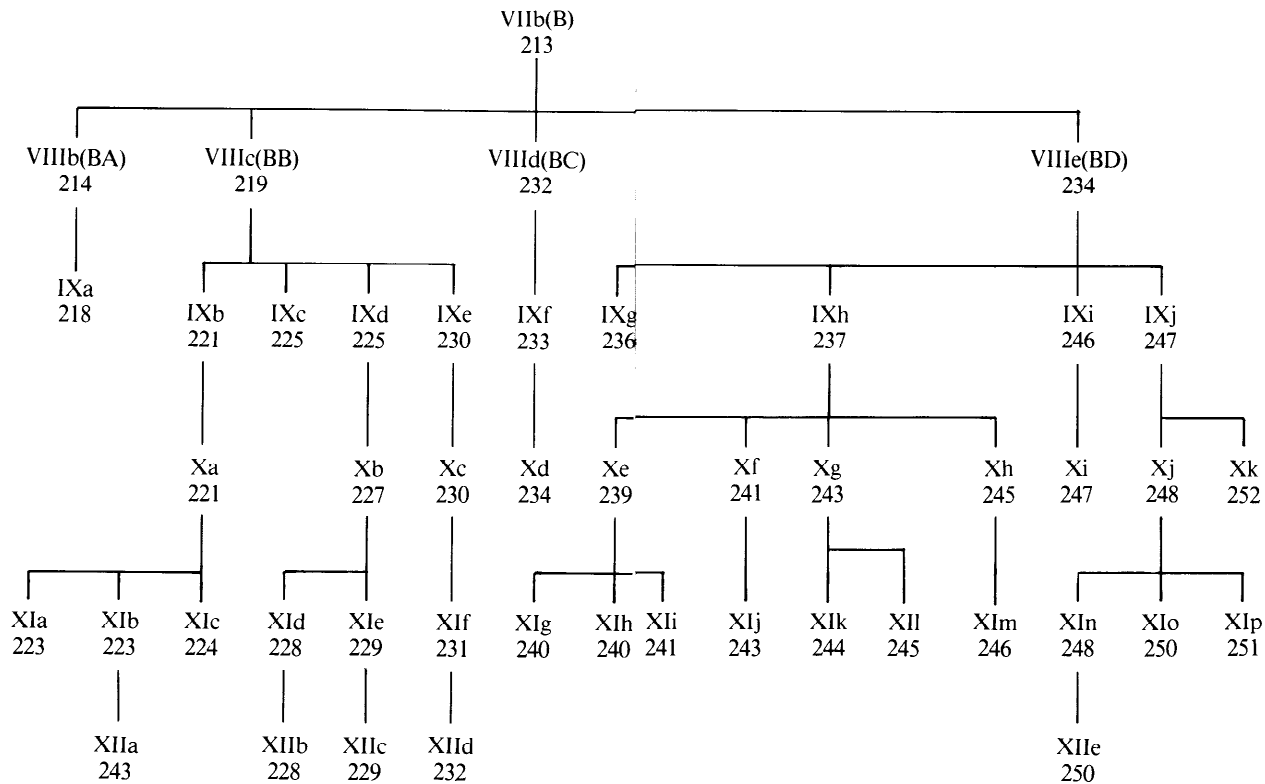 VIIb(B)
213
VIIIb(BA) VIIIc(BB) VIIId(BC) VIIIe(BD)
214 219 232 234
IXa
218
IXb IXc IXd IXe IXf IXg IXh IXi IXj
221 225 225 230 233 236 237 246 247
Xa Xb Xc Xd Xe Xf Xg Xh Xi Xj Xk
221 227 230 234 239 241 243 245 247 248 252
XIa XIb XIc XId XIe XIf XIg XIh XIi XIj XIk XIl XIm XIn XIo XIp
223 223 224 228 229 231 240 240 241 243 244 245 246 248 250 251
XIIa XIIb XIIc XIId XIIe
243 228 229 232 250